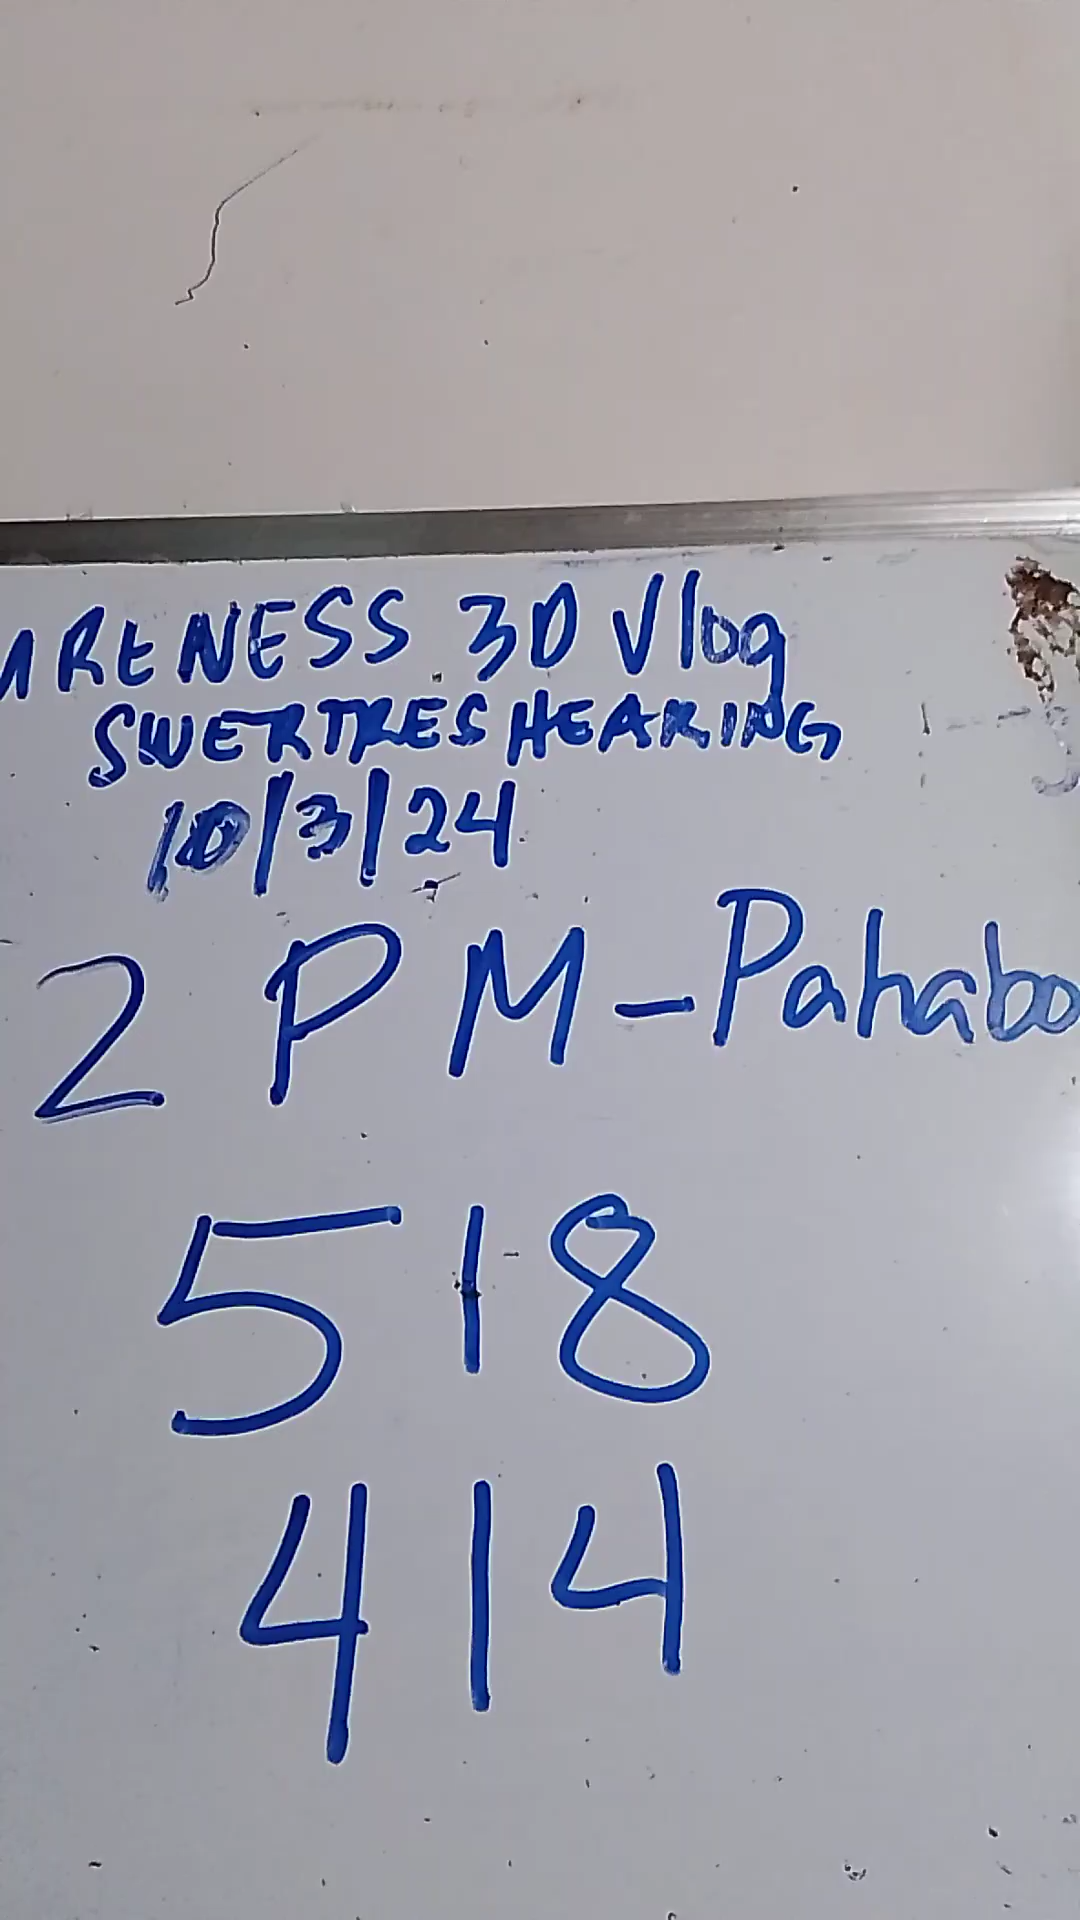 ARENESS 3D Vlog
SWERTRES HEARING
10/3/24
2 PM - Pahabo
518
414